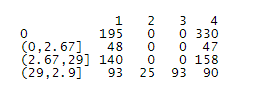 1 2 3 4
0 195 0 0 330
(0,2.67] 48 0 0 47
(2.67,29] 140 0 0 158
(29,2.9] 93 25 93 90